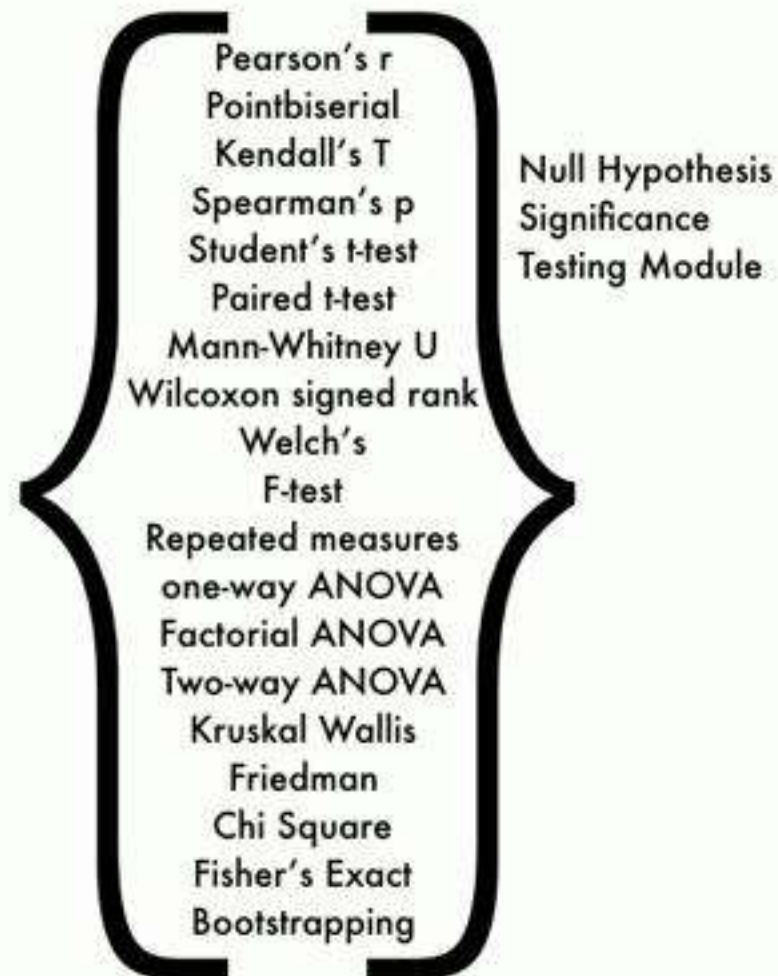 Pearson's r
Pointbiserial
Kendall's T
Spearman's p
Student's t-test
Paired t-test
Mann-Whitney U
Wilcoxon signed rank
Welch's
F-test
Repeated measures
one-way ANOVA
Factorial ANOVA
Two-way ANOVA
Kruskal Wallis
Friedman
Chi Square
Fisher's Exact
Bootstrapping
Null Hypothesis
Significance
Testing Module